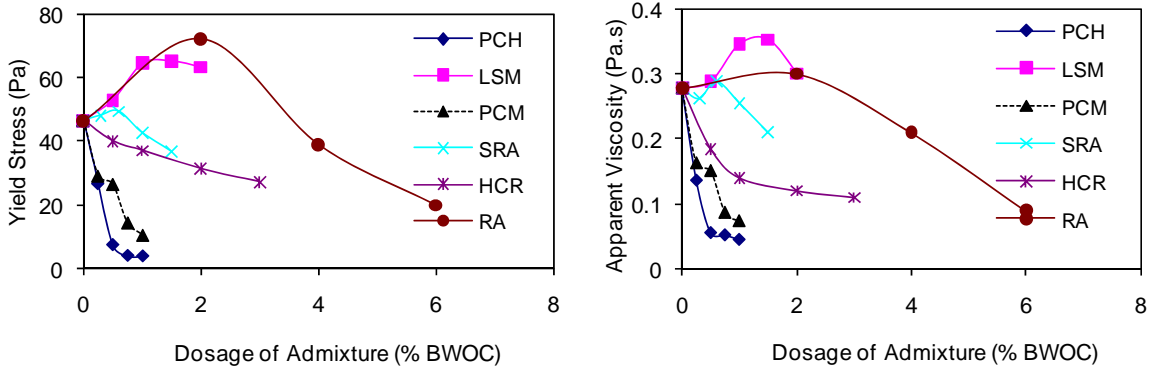 80
60
40
20
0
0 2 4 6 8
Yield Stress (Pa)
Dosage of Admixture (% BWOC)
PCH
LSM
PCM
SRA
HCR
RA
0.4
0.3
0.2
0.1
0
0 2 4 6 8
Apparent Viscosity (Pa.s)
Dosage of Admixture (% BWOC)
PCH
LSM
PCM
SRA
HCR
RA